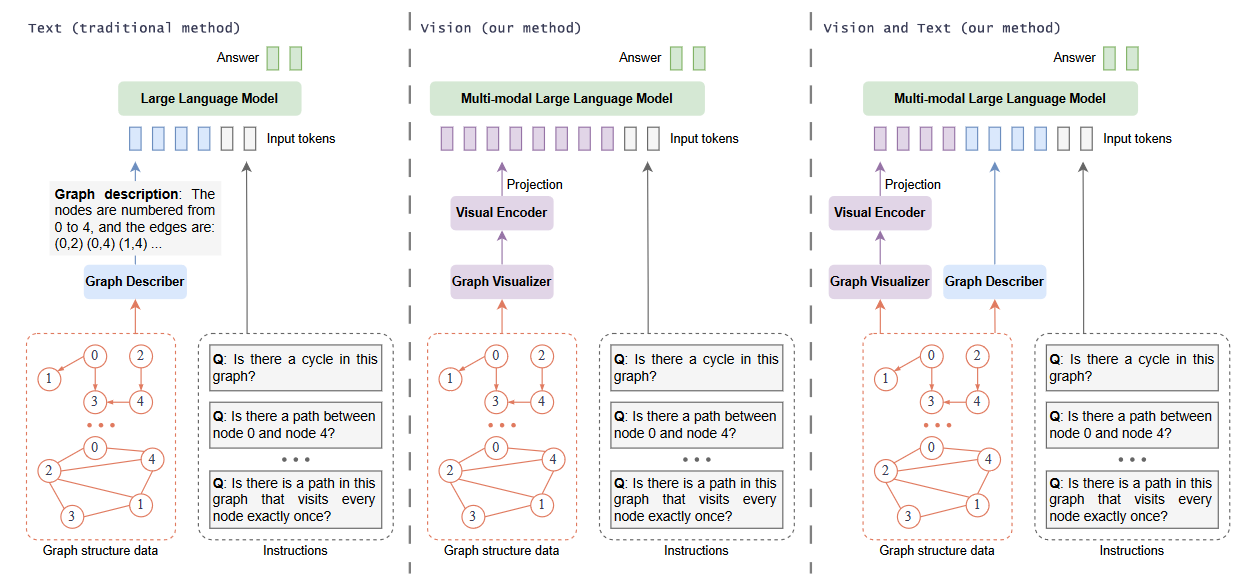 Text (traditional method)
Answer
Large Language Model
Input tokens
Graph description: The
nodes are numbered from
0 to 4, and the edges are:
(0,2) (0,4) (1,4) ...
Graph Describer
0
2
1
3
4
0
2
4
1
3
Graph structure data
Q: Is there a cycle in this
graph?
Q: Is there a path between
node 0 and node 4?
Q: Is there is a path in this
graph that visits every
node exactly once?
Instructions
Vision (our method)
Answer
Multi-modal Large Language Model
Input tokens
Projection
Visual Encoder
Graph Visualizer
0
2
1
3
4
0
2
4
1
3
Graph structure data
Q: Is there a cycle in this
graph?
Q: Is there a path between
node 0 and node 4?
Q: Is there is a path in this
graph that visits every
node exactly once?
Instructions
Vision and Text (our method)
Answer
Multi-modal Large Language Model
Input tokens
Projection
Visual Encoder
Graph Visualizer
Graph Describer
0
2
1
3
4
0
2
4
1
3
Graph structure data
Q: Is there a cycle in this
graph?
Q: Is there a path between
node 0 and node 4?
Q: Is there is a path in this
graph that visits every
node exactly once?
Instructions